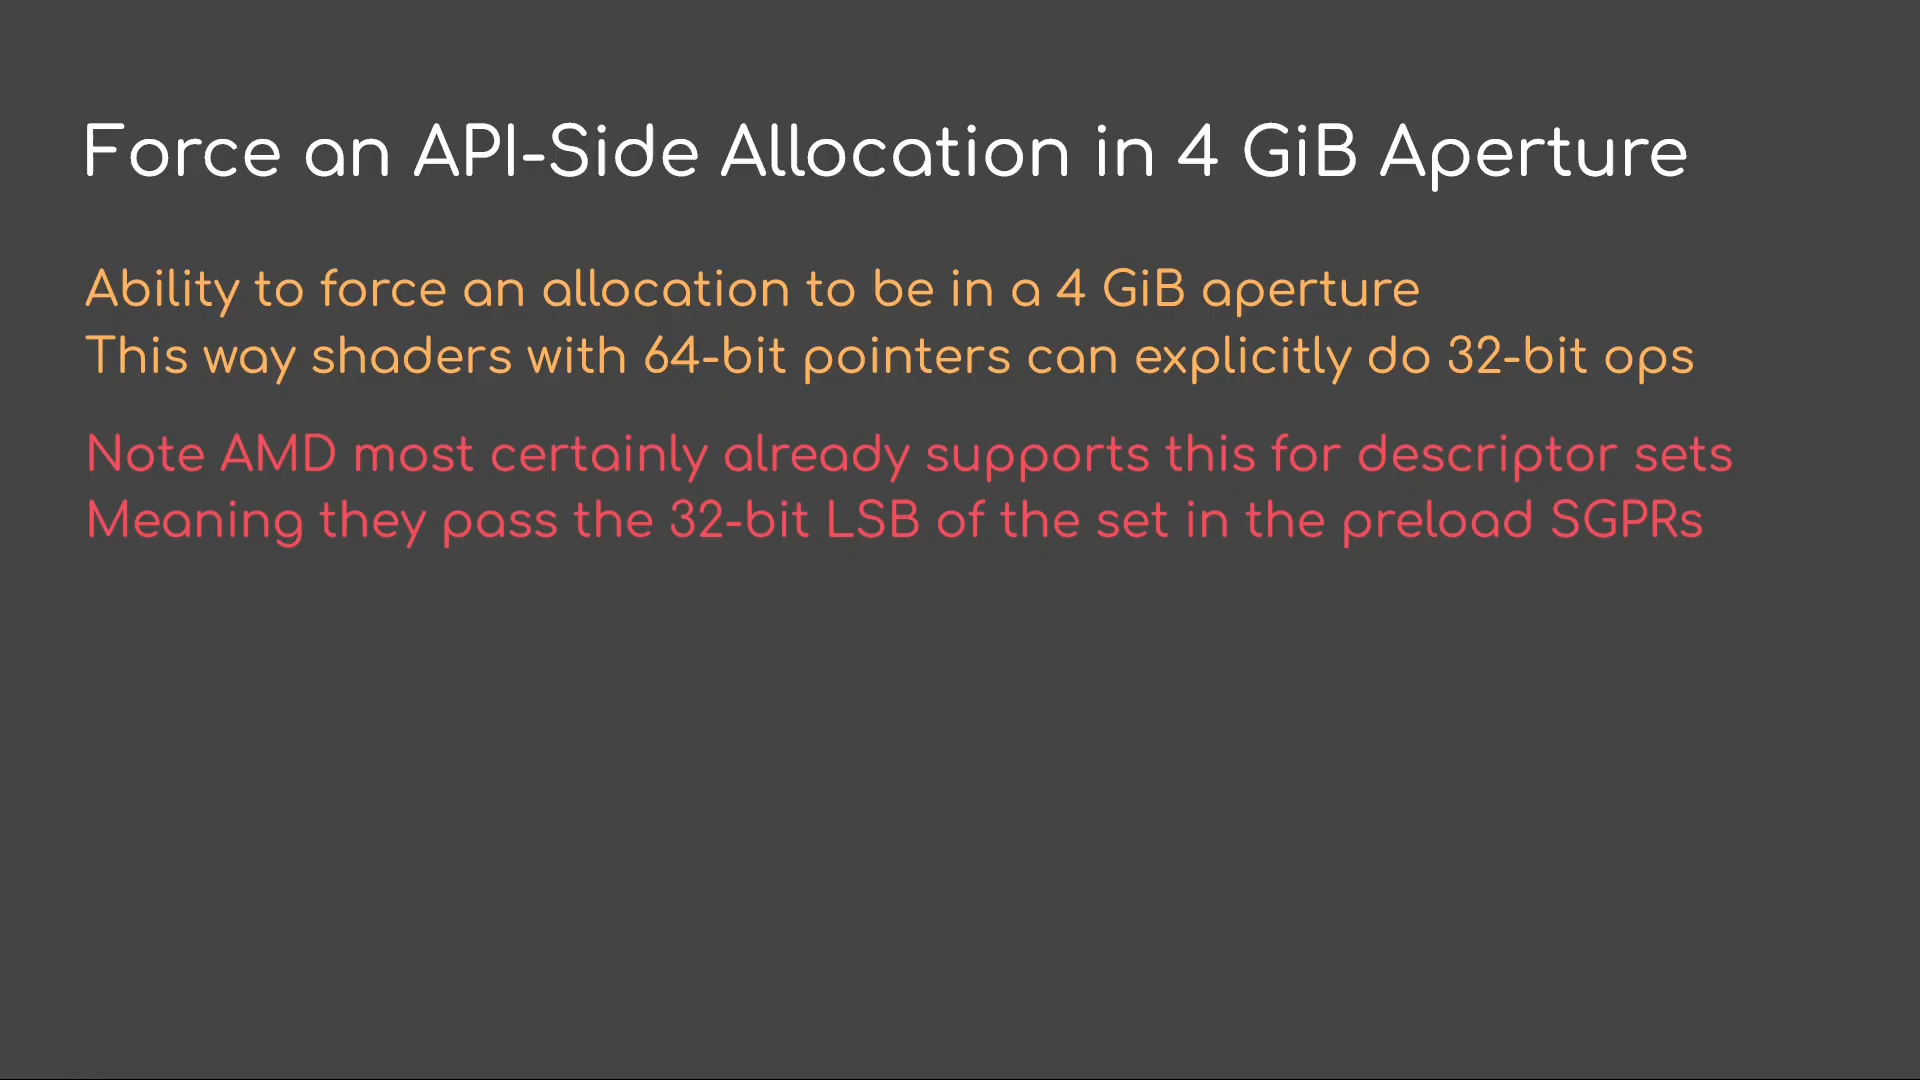 Force an API-Side Allocation in 4 GiB Aperture
Ability to force an allocation to be in a 4 GiB aperture
This way shaders with 64-bit pointers can explicitly do 32-bit ops
Note AMD most certainly already supports this for descriptor sets
Meaning they pass the 32-bit LSB of the set in the preload SGPRs